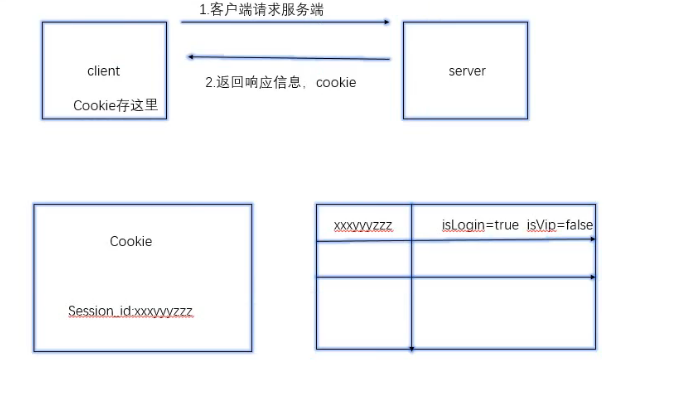 1.客户端请求服务端
client
server
2.返回响应信息，cookie
Cookie存这里
xxxyyyzzz isLogin=true isVip=false
Cookie
Session_id:xxxyyyzzz